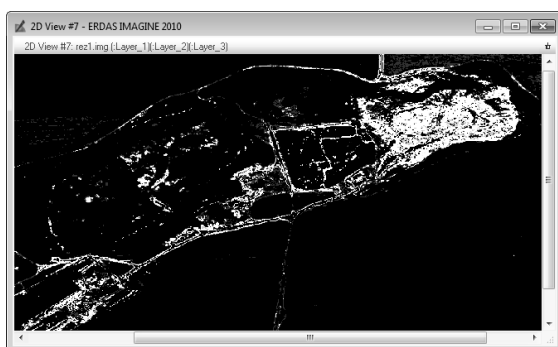 2D View #7 - ERDAS IMAGINE 2010
2D View #7: rez1.img (:Layer_1)(:Layer_2)(:Layer_3)